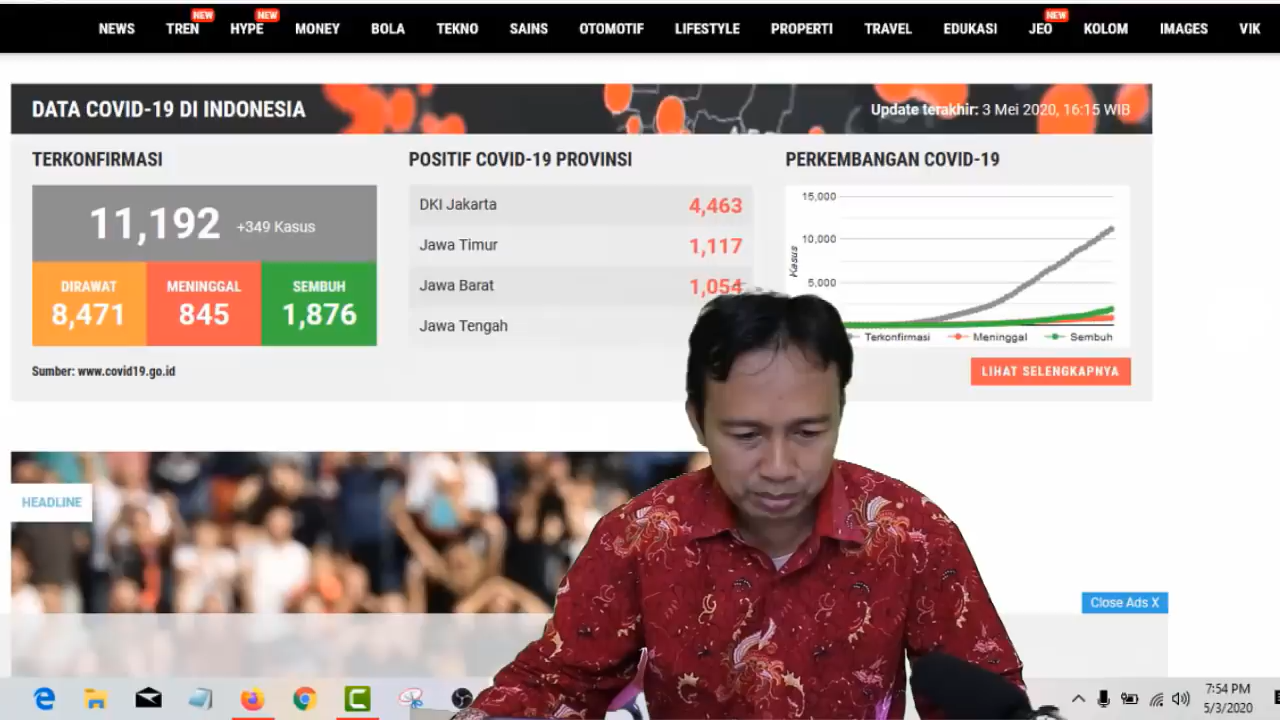 NEWS TREN NEW HYPE NEW MONEY BOLA TEKNO SAINS OTOMOTIF LIFESTYLE PROPERTI TRAVEL EDUKASI JEO NEW KOLOM IMAGES VIK
DATA COVID-19 DI INDONESIA
Update terakhir: 3 Mei 2020, 16:15 WIB
TERKONFIRMASI
11,192 +349 Kasus
DIRAWAT
8,471
MENINGGAL
845
SEMBUH
1,876
Sumber: www.covid19.go.id
POSITIF COVID-19 PROVINSI
DKI Jakarta 4,463
Jawa Timur 1,117
Jawa Barat 1,054
Jawa Tengah
PERKEMBANGAN COVID-19
15,000
10,000
5,000
Kasus
Terkonfirmasi Meninggal Sembuh
LIHAT SELENGKAPNYA
HEADLINE
Close Ads X
7:54 PM
5/3/2020